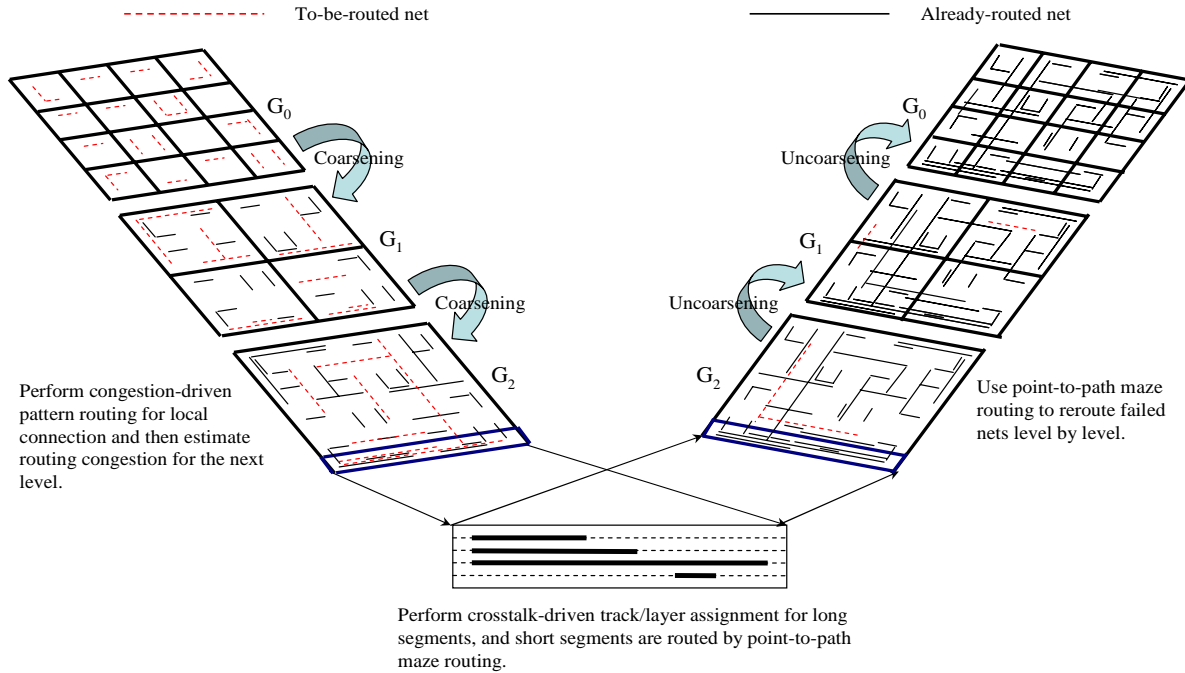 To-be-routed net
Already-routed net
G0
Coarsening
G0
Uncoarsening
G1
Coarsening
G1
Uncoarsening
G2
G2
Perform congestion-driven
pattern routing for local
connection and then estimate
routing congestion for the next
level.
Use point-to-path maze
routing to reroute failed
nets level by level.
Perform crosstalk-driven track/layer assignment for long
segments, and short segments are routed by point-to-path
maze routing.